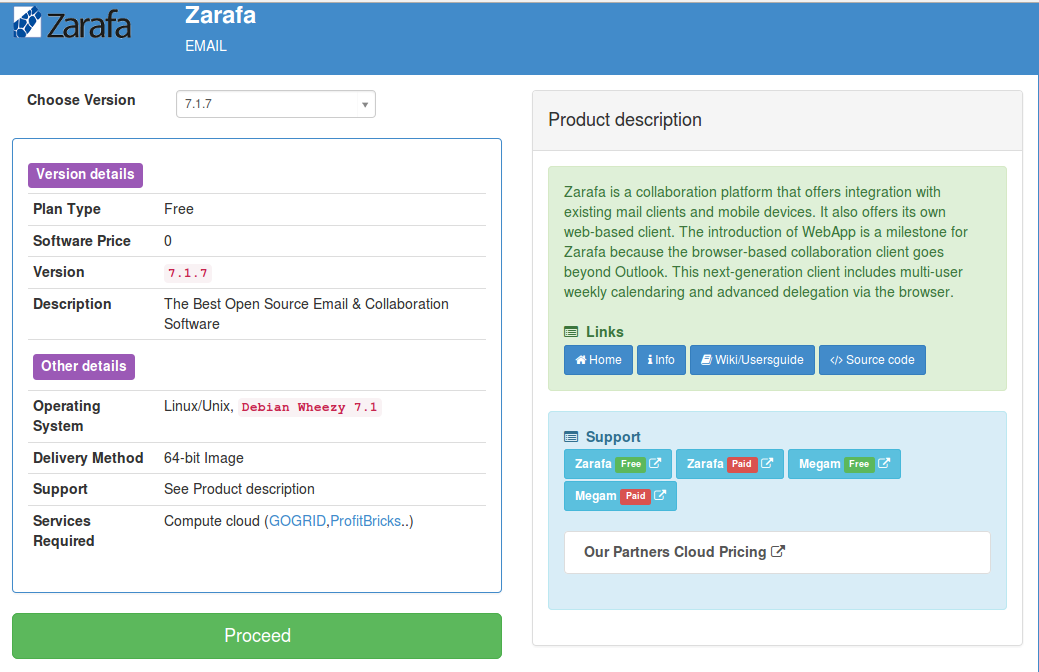 Zarafa
Zarafa
EMAIL
Choose Version
7.1.7
Version details
Plan Type Free
Software Price 0
Version 7.1.7
Description The Best Open Source Email & Collaboration
Software
Other details
Operating Linux/Unix, Debian Wheezy 7.1
System
Delivery Method 64-bit Image
Support See Product description
Services Compute cloud (GOGRID,ProfitBricks..)
Required
Proceed
Product description
Zarafa is a collaboration platform that offers integration with
existing mail clients and mobile devices. It also offers its own
web-based client. The introduction of WebApp is a milestone for
Zarafa because the browser-based collaboration client goes
beyond Outlook. This next-generation client includes multi-user
weekly calendaring and advanced delegation via the browser.
Links
Home Info Wiki/Usersguide Source code
Support
Zarafa Free Zarafa Paid Megam Free
Megam Paid
Our Partners Cloud Pricing